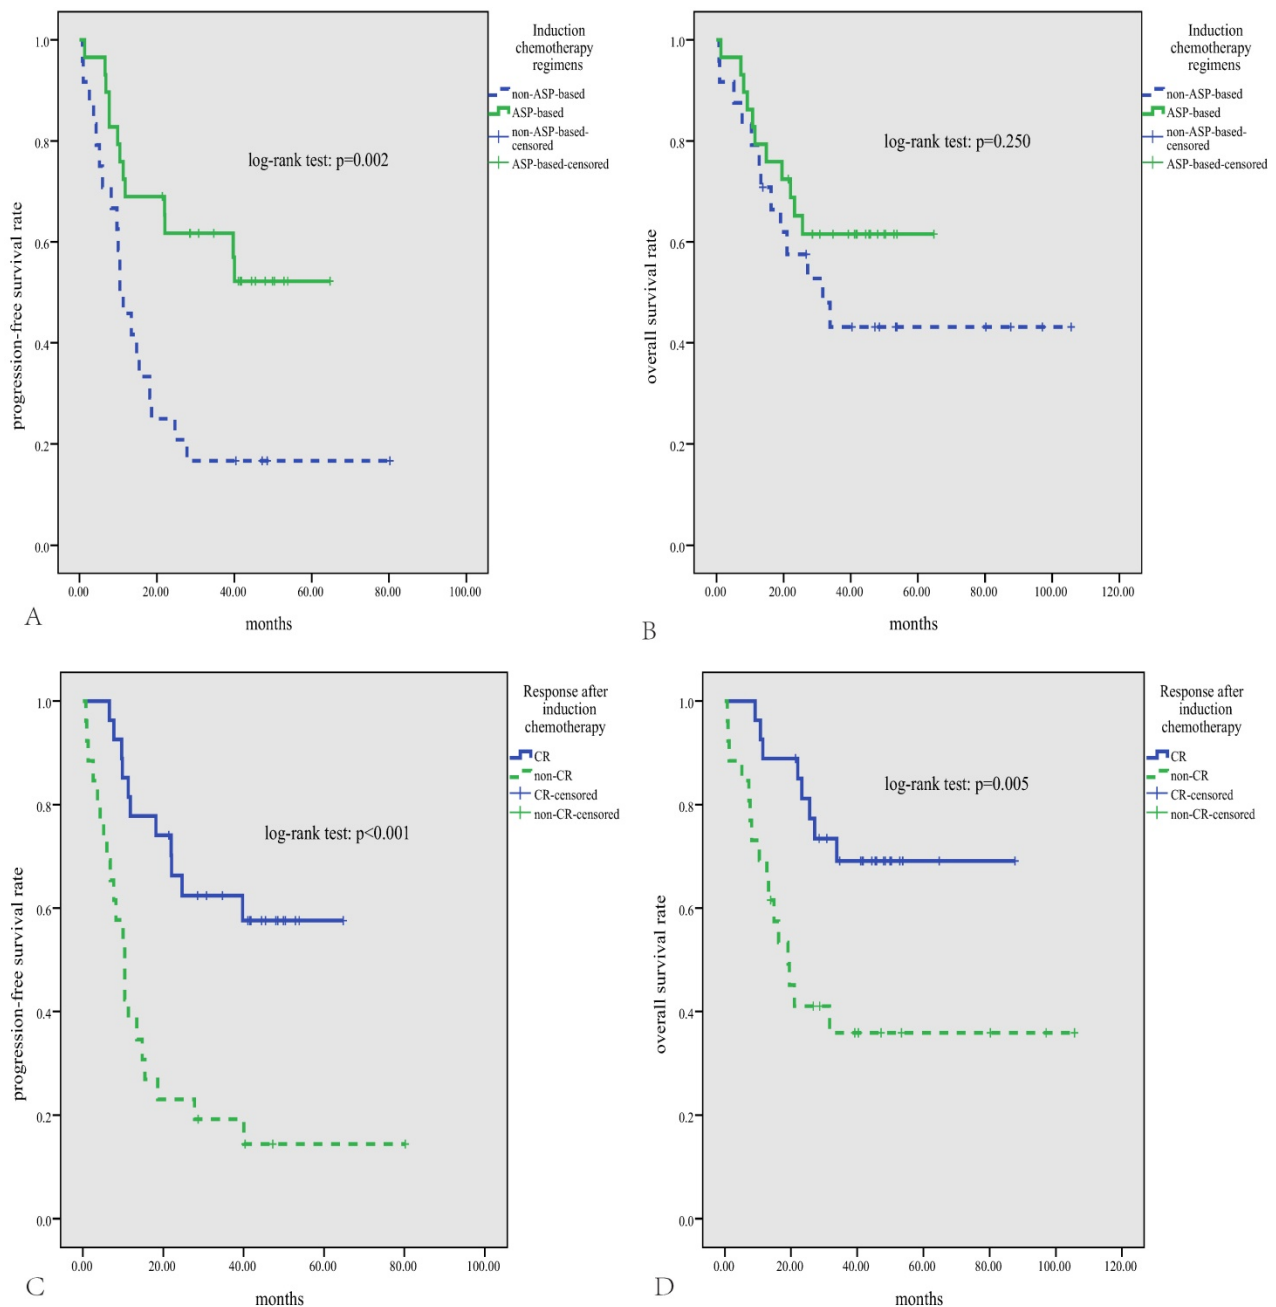 Induction
chemotherapy
regimens
non-ASP-based
ASP-based
non-ASP-based-
censored
ASP-based-censored
log-rank test: p=0.002
progression-free survival rate
1.0
0.8
0.6
0.4
0.2
0.0
0.00 20.00 40.00 60.00 80.00 100.00
months
A
Induction
chemotherapy
regimens
non-ASP-based
ASP-based
non-ASP-based-
censored
ASP-based-censored
log-rank test: p=0.250
overall survival rate
1.0
0.8
0.6
0.4
0.2
0.0
0.00 20.00 40.00 60.00 80.00 100.00 120.00
months
B
Response after
induction
chemotherapy
CR
non-CR
CR-censored
non-CR-censored
log-rank test: p<0.001
progression-free survival rate
1.0
0.8
0.6
0.4
0.2
0.0
0.00 20.00 40.00 60.00 80.00 100.00
months
C
Response after
induction
chemotherapy
CR
non-CR
CR-censored
non-CR-censored
log-rank test: p=0.005
overall survival rate
1.0
0.8
0.6
0.4
0.2
0.0
0.00 20.00 40.00 60.00 80.00 100.00 120.00
months
D